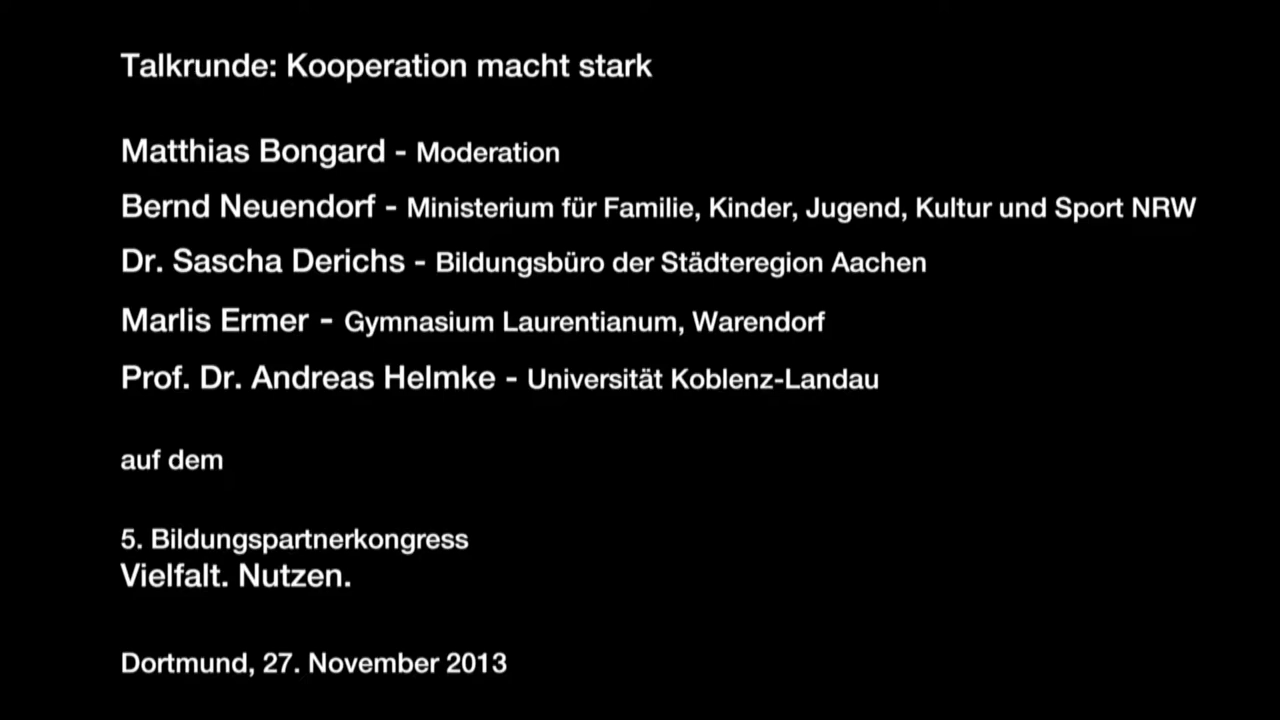 Talkrunde: Kooperation macht stark
Matthias Bongard - Moderation
Bernd Neuendorf - Ministerium für Familie, Kinder, Jugend, Kultur und Sport NRW
Dr. Sascha Derichs - Bildungsbüro der Städteregion Aachen
Marlis Ermer - Gymnasium Laurentianum, Warendorf
Prof. Dr. Andreas Helmke - Universität Koblenz-Landau
auf dem
5. Bildungspartnerkongress
Vielfalt. Nutzen.
Dortmund, 27. November 2013